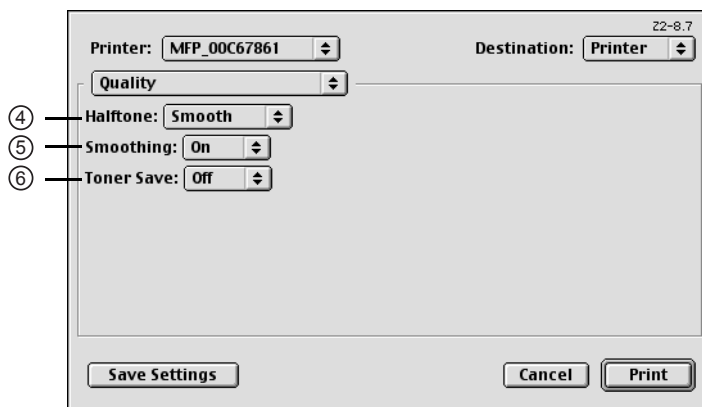 Z2-8.7
Printer: MFP_00C67861 Destination: Printer
Quality
④ Halftone: Smooth
⑤ Smoothing: On
⑥ Toner Save: Off
Save Settings Cancel Print